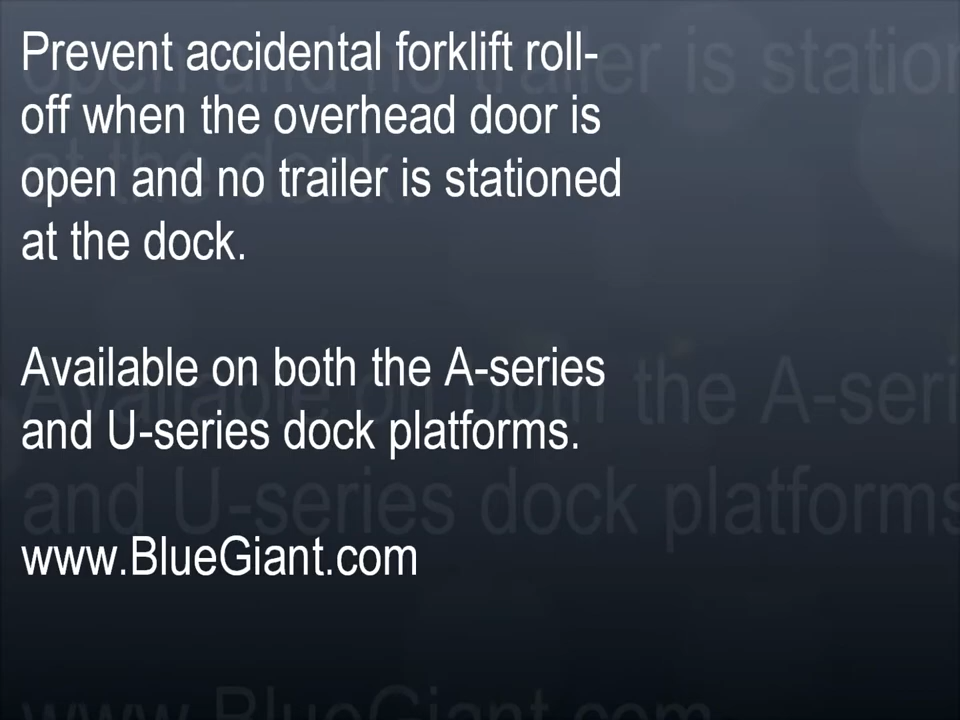 Prevent accidental forklift roll-
off when the overhead door is
open and no trailer is stationed
at the dock.
Available on both the A-series
and U-series dock platforms.
www.BlueGiant.com